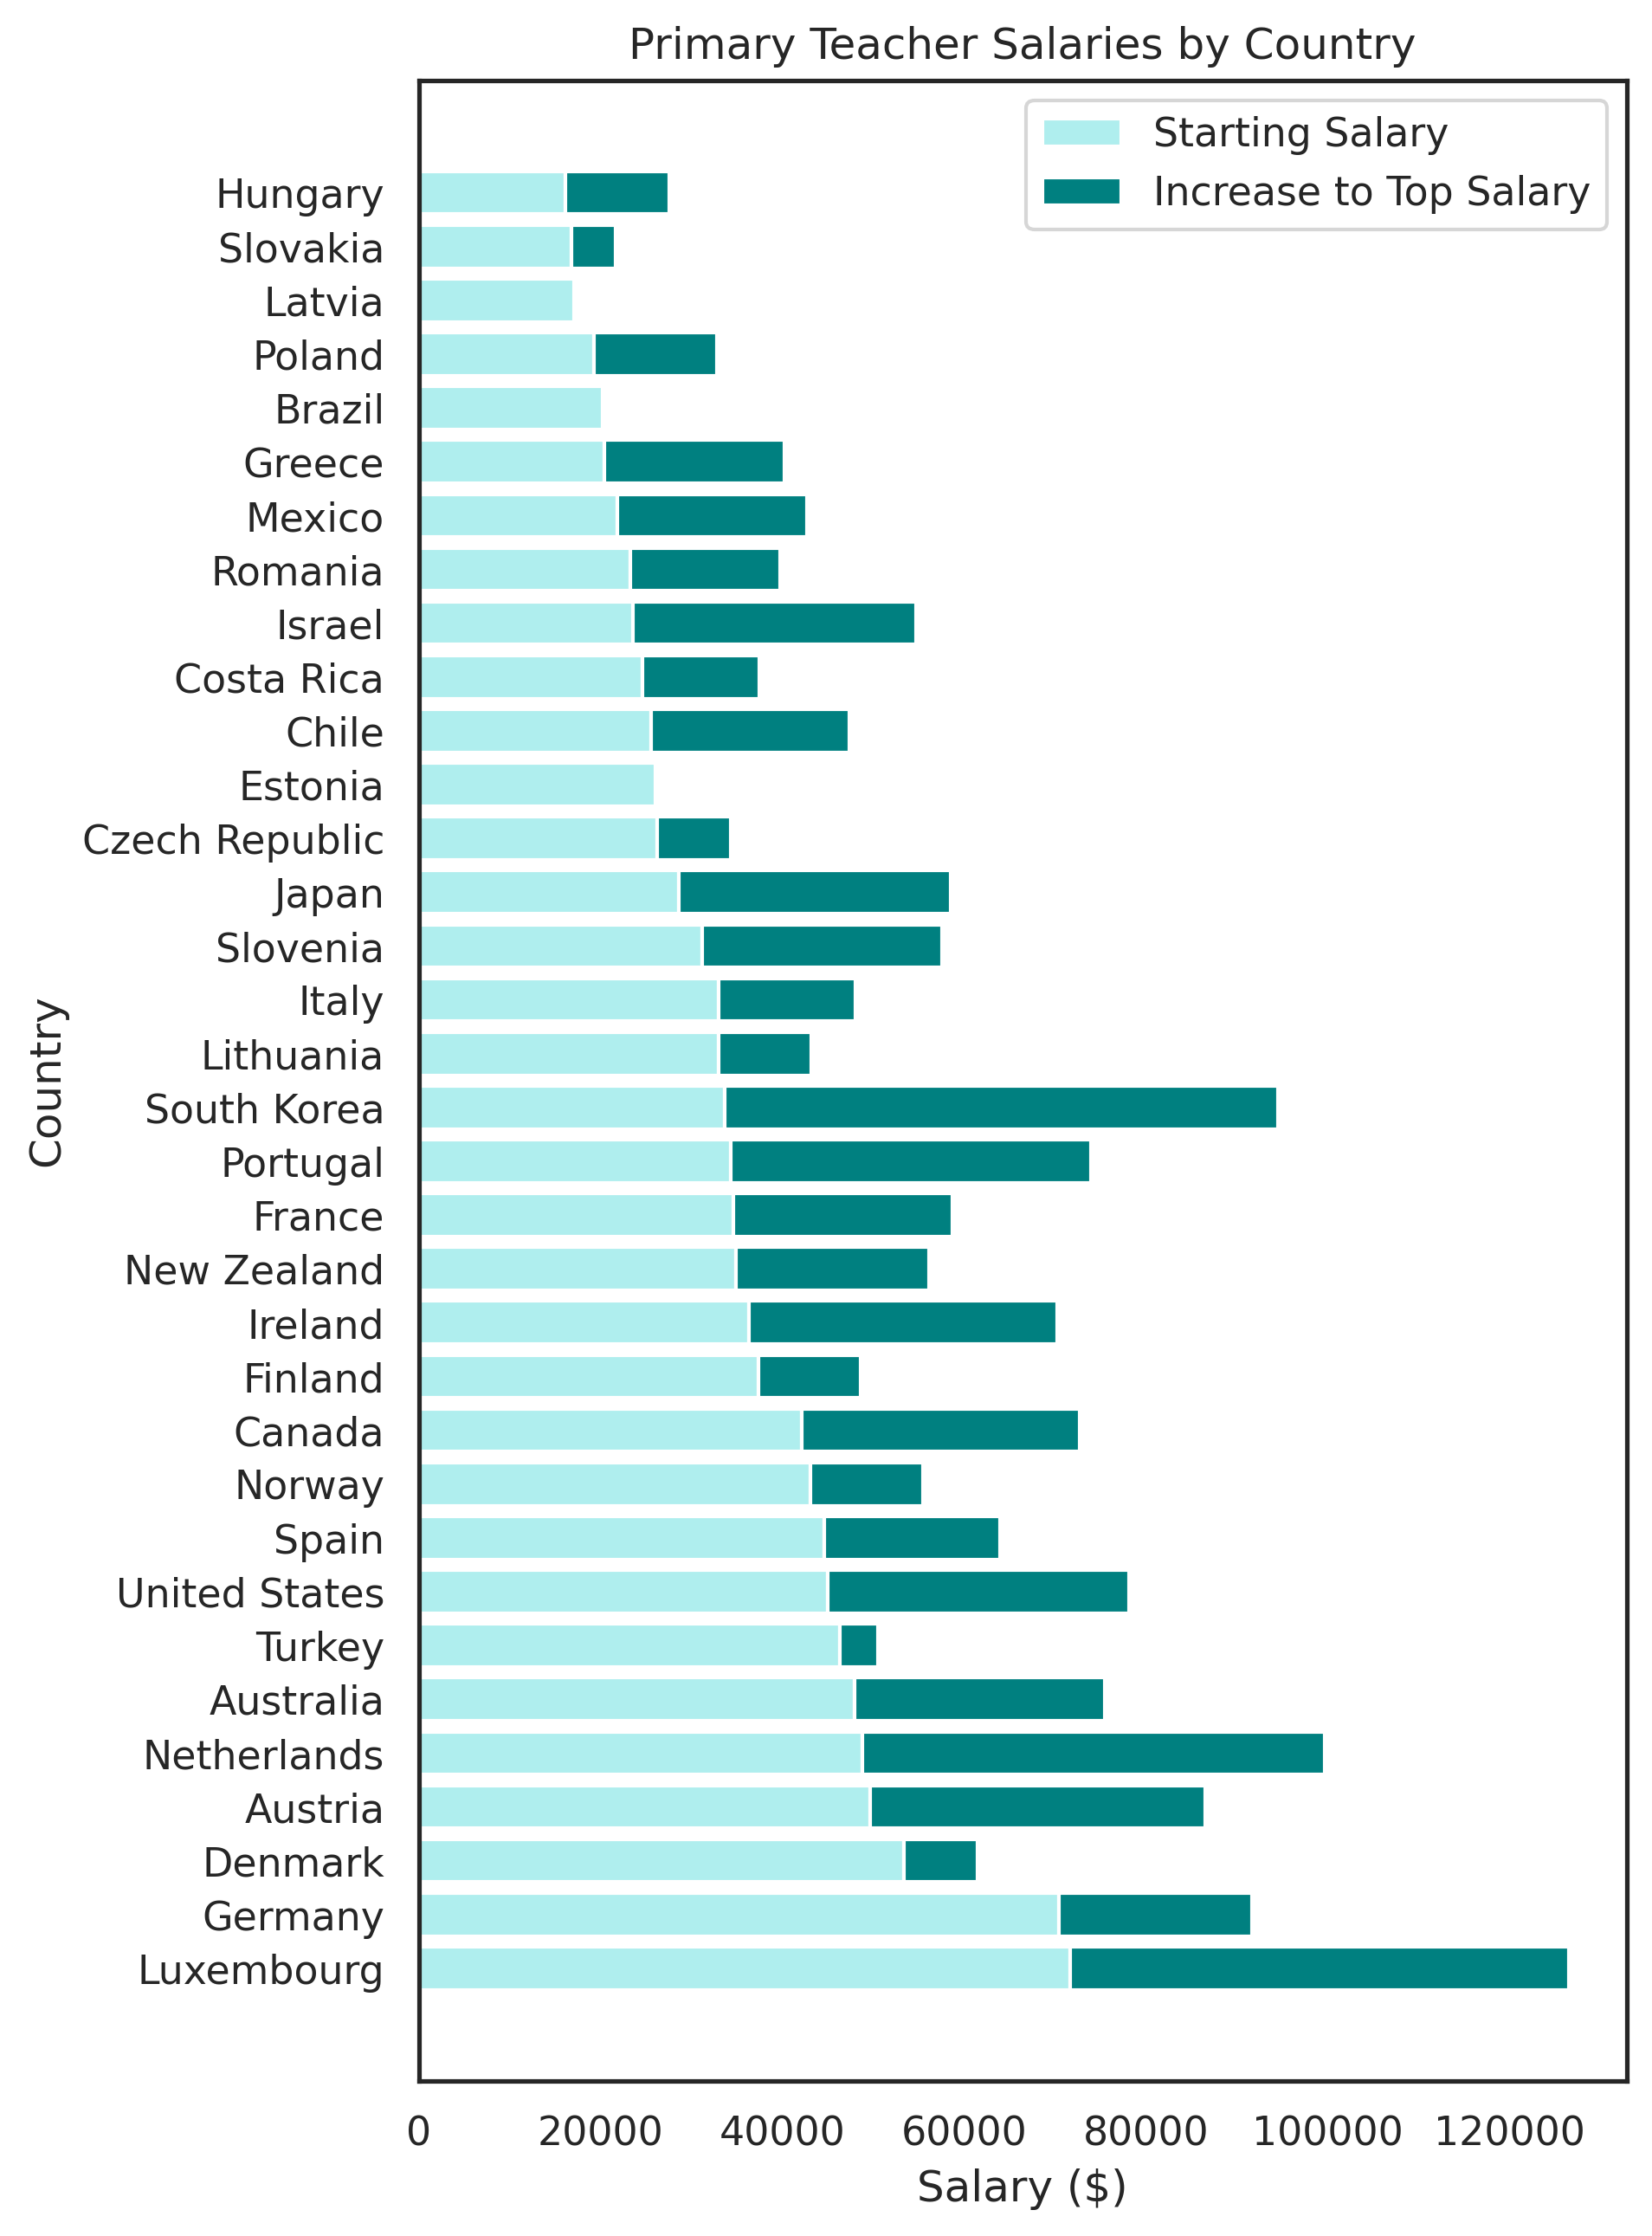 Primary Teacher Salaries by Country
Starting Salary
Increase to Top Salary
Hungary
Slovakia
Latvia
Poland
Brazil
Greece
Mexico
Romania
Israel
Costa Rica
Chile
Estonia
Czech Republic
Japan
Slovenia
Italy
Lithuania
South Korea
Portugal
France
New Zealand
Ireland
Finland
Canada
Norway
Spain
United States
Turkey
Australia
Netherlands
Austria
Denmark
Germany
Luxembourg
Country
0 20000 40000 60000 80000 100000 120000
Salary ($)